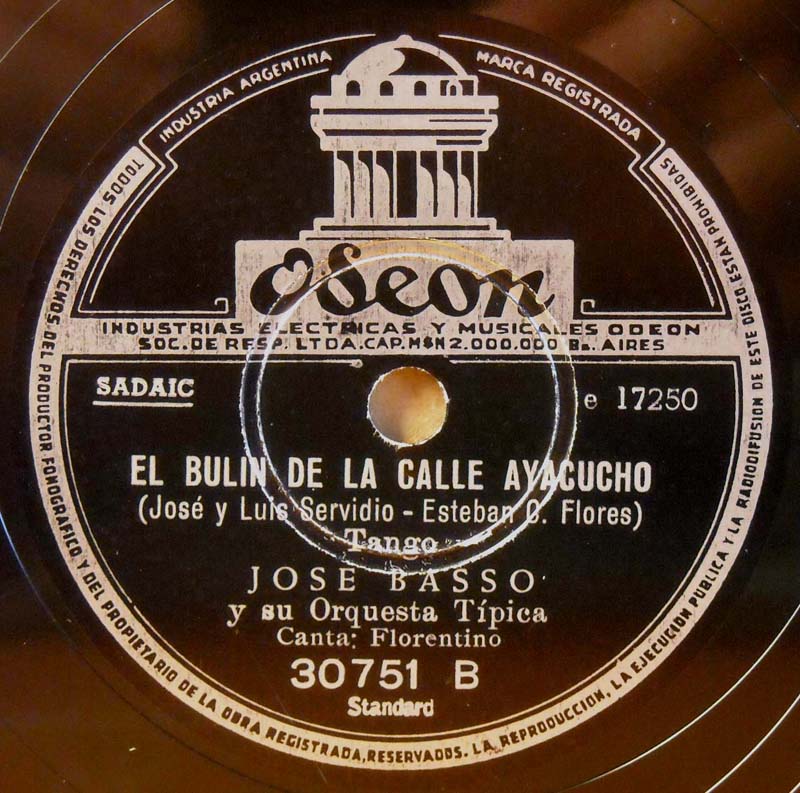 INDUSTRIA ARGENTINA
MARCA REGISTRADA
Odeon
INDUSTRIAS ELECTRICAS Y MUSICALES ODEON
SOC. DE RESP. LTDA. CAP. M$N 2.000.000 Bs. AIRES
SADAIC
e 17250
EL BULIN DE LA CALLE AYACUCHO
(José y Luis Servidio - Esteban C. Flores)
Tango
JOSE BASSO
y su Orquesta Típica
Canta: Florentino
30751 B
Standard
TODOS LOS DERECHOS DEL PRODUCTOR FONOGRAFICO Y DEL PROPIETARIO DE LA OBRA REGISTRADA, RESERVADOS. LA REPRODUCCION, LA EJECUCION PUBLICA Y LA RADIODIFUSION DE ESTE DISCO ESTAN PROHIBIDAS